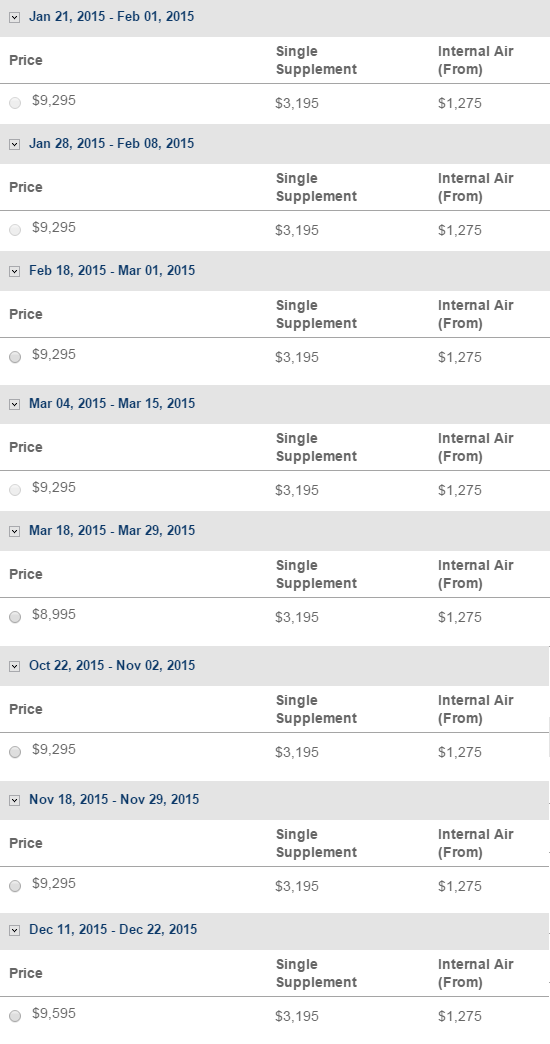 Jan 21, 2015 - Feb 01, 2015
Price Single Supplement Internal Air (From)
$9,295 $3,195 $1,275
Jan 28, 2015 - Feb 08, 2015
Price Single Supplement Internal Air (From)
$9,295 $3,195 $1,275
Feb 18, 2015 - Mar 01, 2015
Price Single Supplement Internal Air (From)
$9,295 $3,195 $1,275
Mar 04, 2015 - Mar 15, 2015
Price Single Supplement Internal Air (From)
$9,295 $3,195 $1,275
Mar 18, 2015 - Mar 29, 2015
Price Single Supplement Internal Air (From)
$8,995 $3,195 $1,275
Oct 22, 2015 - Nov 02, 2015
Price Single Supplement Internal Air (From)
$9,295 $3,195 $1,275
Nov 18, 2015 - Nov 29, 2015
Price Single Supplement Internal Air (From)
$9,295 $3,195 $1,275
Dec 11, 2015 - Dec 22, 2015
Price Single Supplement Internal Air (From)
$9,595 $3,195 $1,275